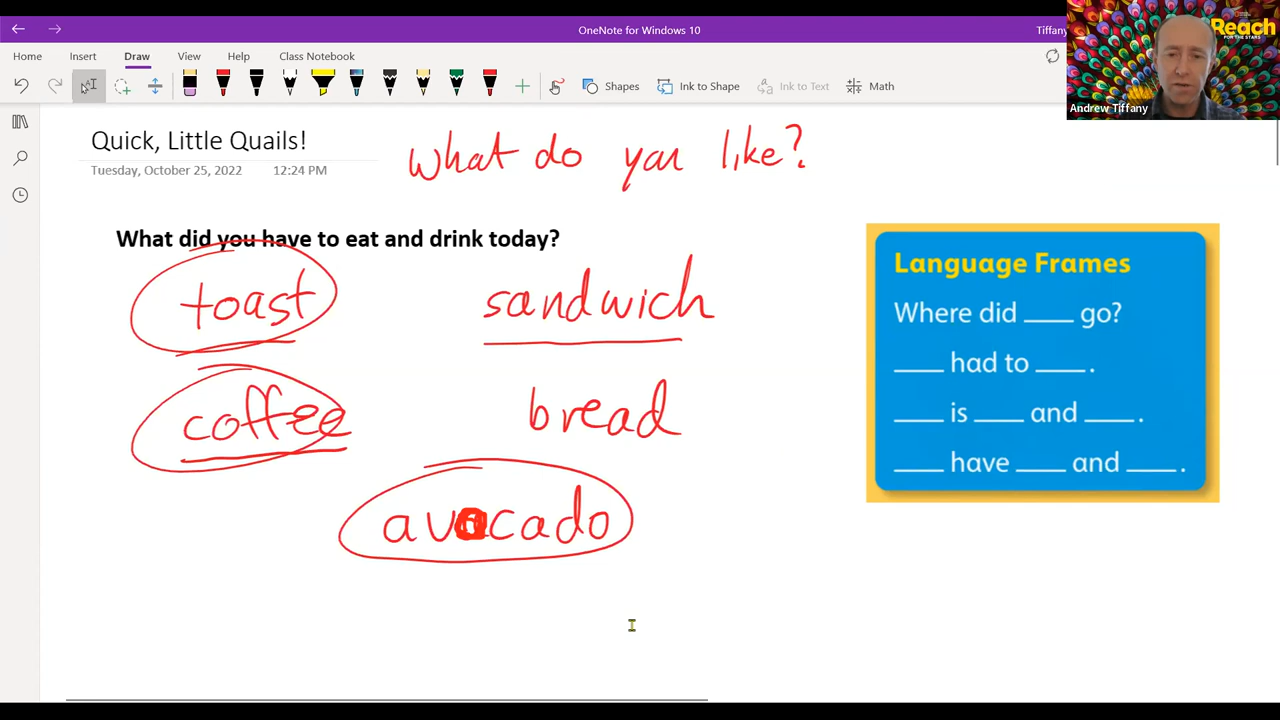 OneNote for Windows 10
Tiffany
Reach
FOR THE STARS
Andrew Tiffany
Home Insert Draw View Help Class Notebook
Shapes Ink to Shape Ink to Text Math
Quick, Little Quails!
Tuesday, October 25, 2022 12:24 PM
What do you like?
What did you have to eat and drink today?
toast sandwich
coffee bread
avocado
Language Frames
Where did ____ go?
____ had to ____ .
____ is ____ and ____ .
____ have ____ and ____ .